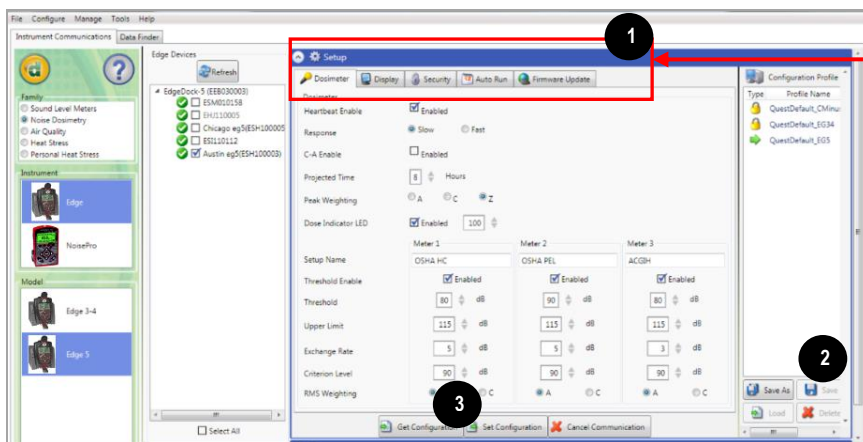 File Configure Manage Tools Help
Instrument Communications Data Finder
1
Edge Devices
Refresh
EdgeDock-5 (EEB030003)
ESM010158
EHJ110005
Chicago eg5(ESH100005
ESI110112
Austin eg5(ESH100003)
Select All
Family
Sound Level Meters
Noise Dosimetry
Air Quality
Heat Stress
Personal Heat Stress
Instrument
Edge
NoisePro
Model
Edge 3-4
Edge 5
Setup
Dosimeter Display Security Auto Run Firmware Update
Dosimeter
Heartbeat Enable Enabled
Response Slow Fast
C-A Enable Enabled
Projected Time 8 Hours
Peak Weighting A C Z
Dose Indicator LED Enabled 100
Meter 1 Meter 2 Meter 3
Setup Name OSHA HC OSHA PEL ACGIH
Threshold Enable Enabled Enabled Enabled
Threshold 80 dB 90 dB 80 dB
Upper Limit 115 dB 115 dB 115 dB
Exchange Rate 5 dB 5 dB 3 dB
Criterion Level 90 dB 90 dB 90 dB
RMS Weighting C A C A C
3
Get Configuration Set Configuration Cancel Communication
Configuration Profile
Type Profile Name
QuestDefault_CMinu
QuestDefault_EG34
QuestDefault_EG5
2
Save As Save
Load Delete